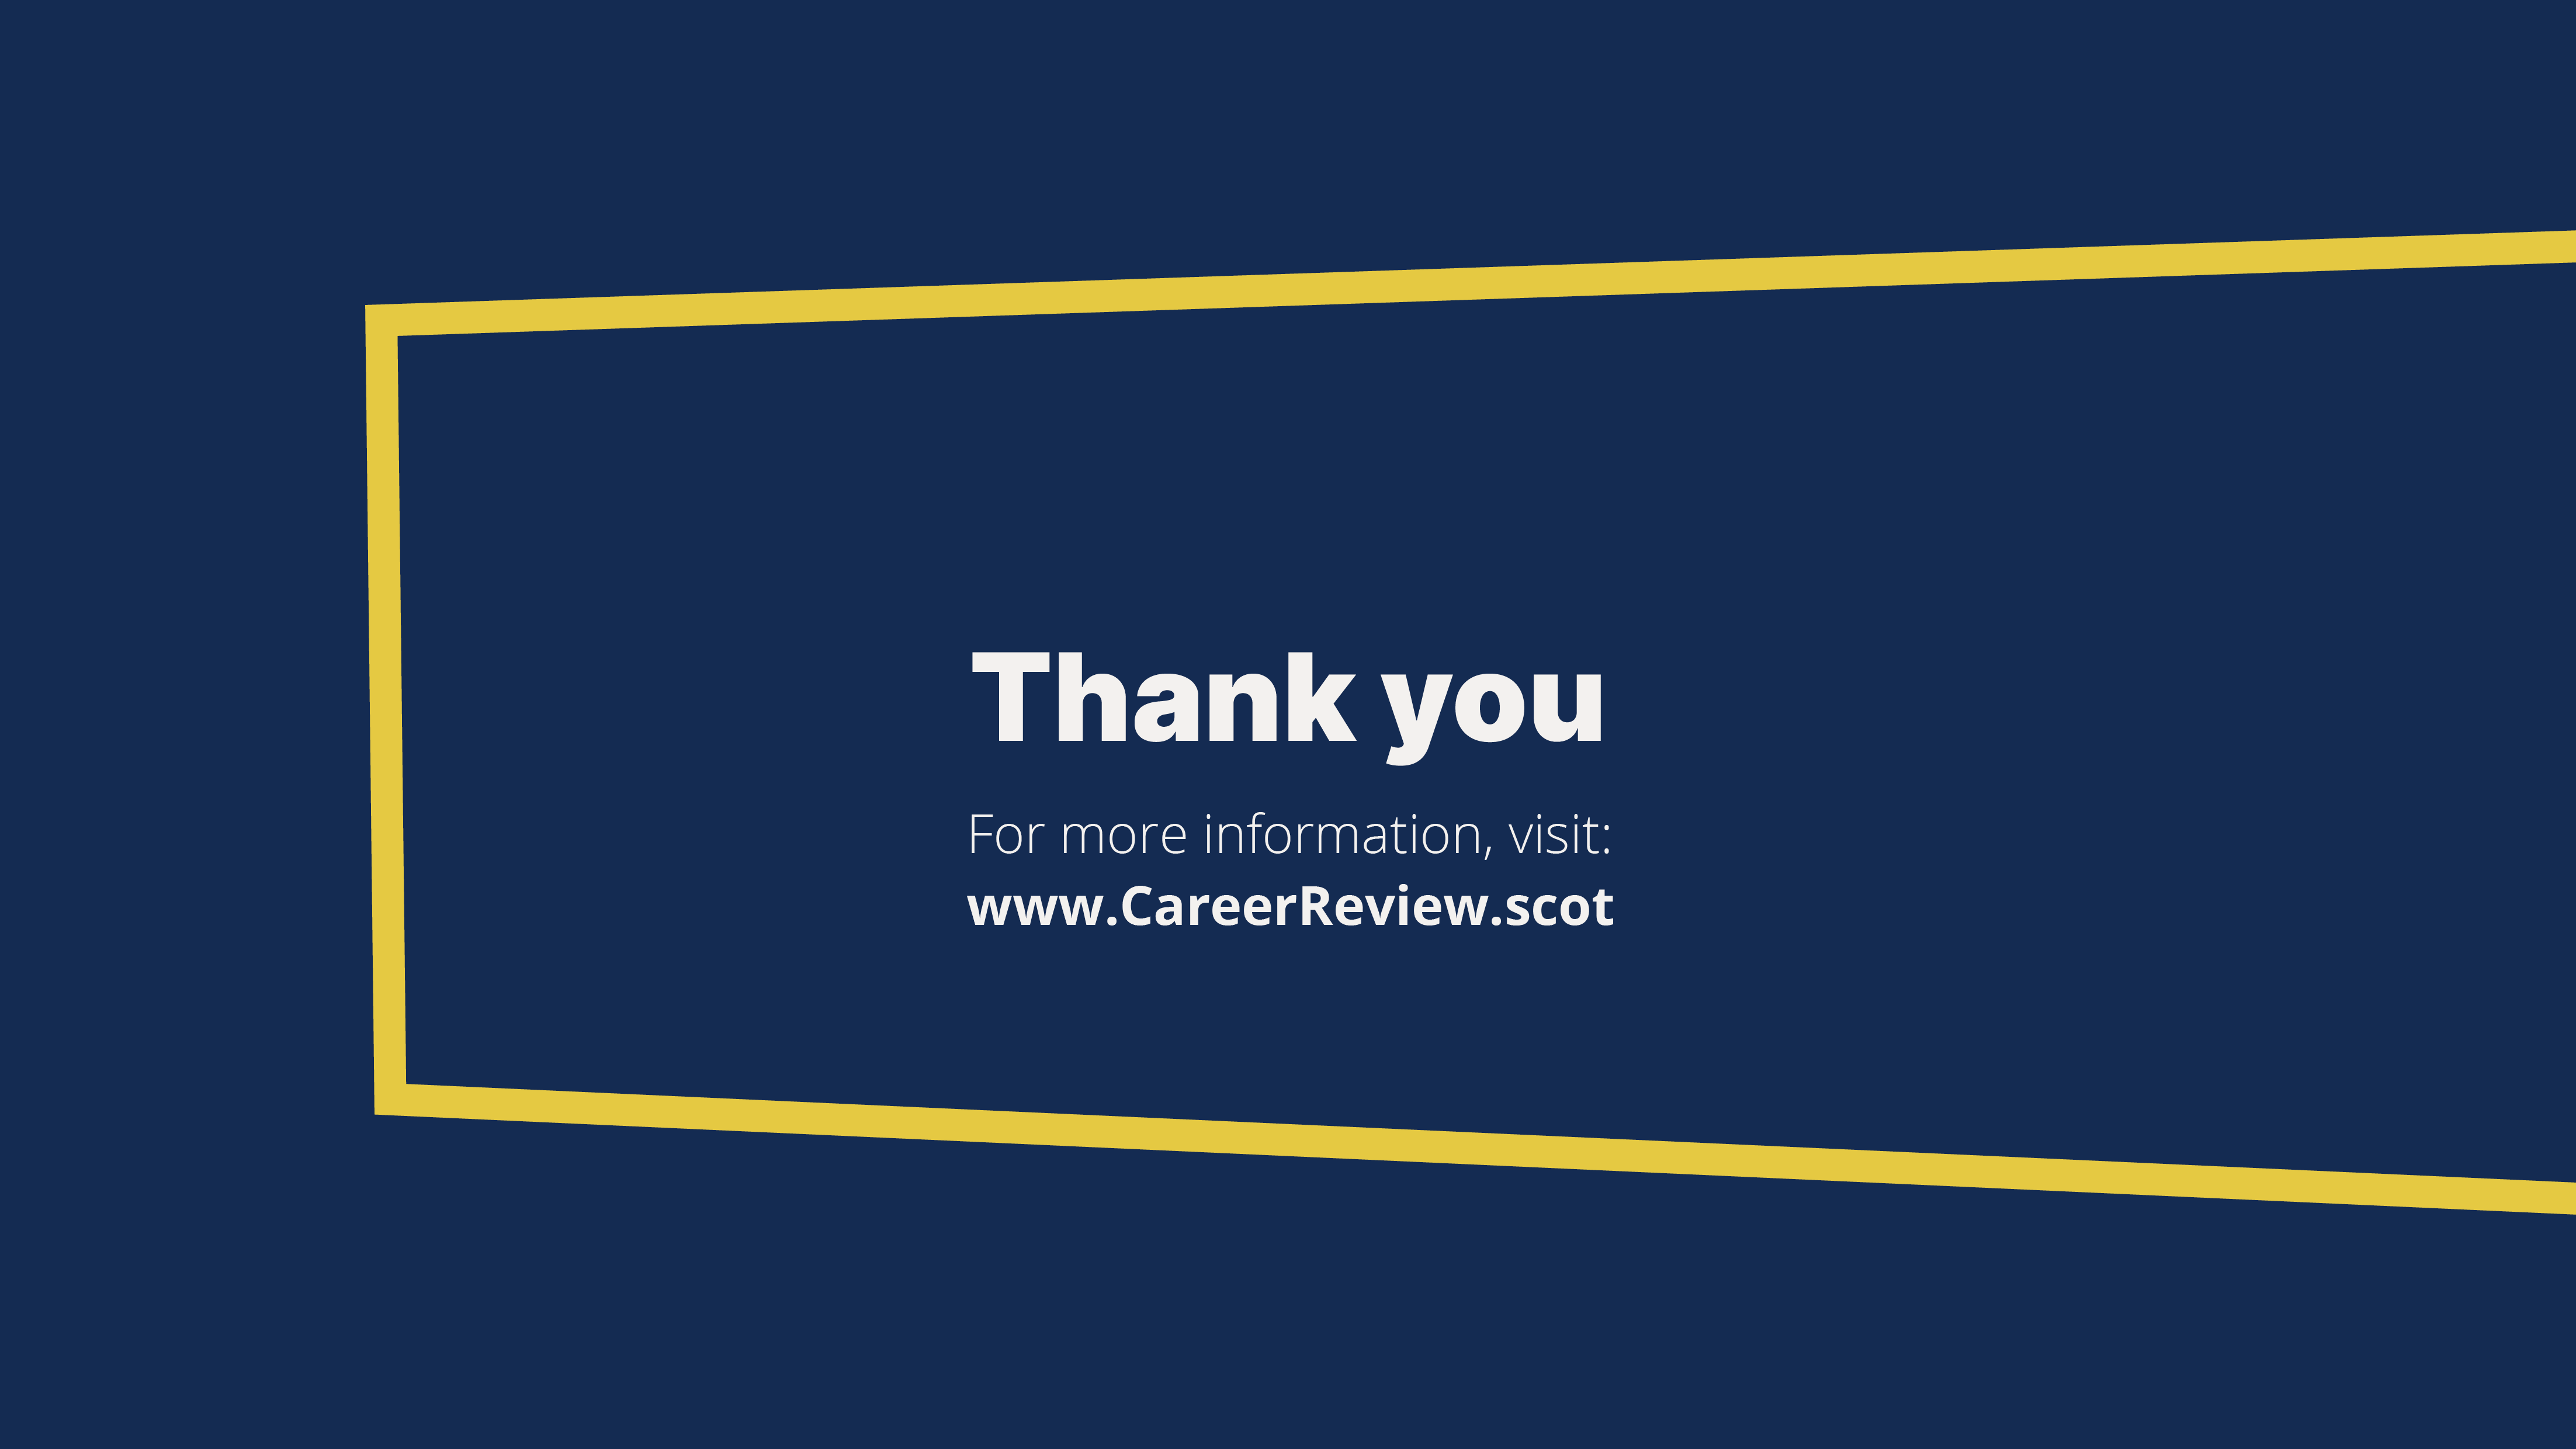 Thank you
For more information, visit:
www.CareerReview.scot